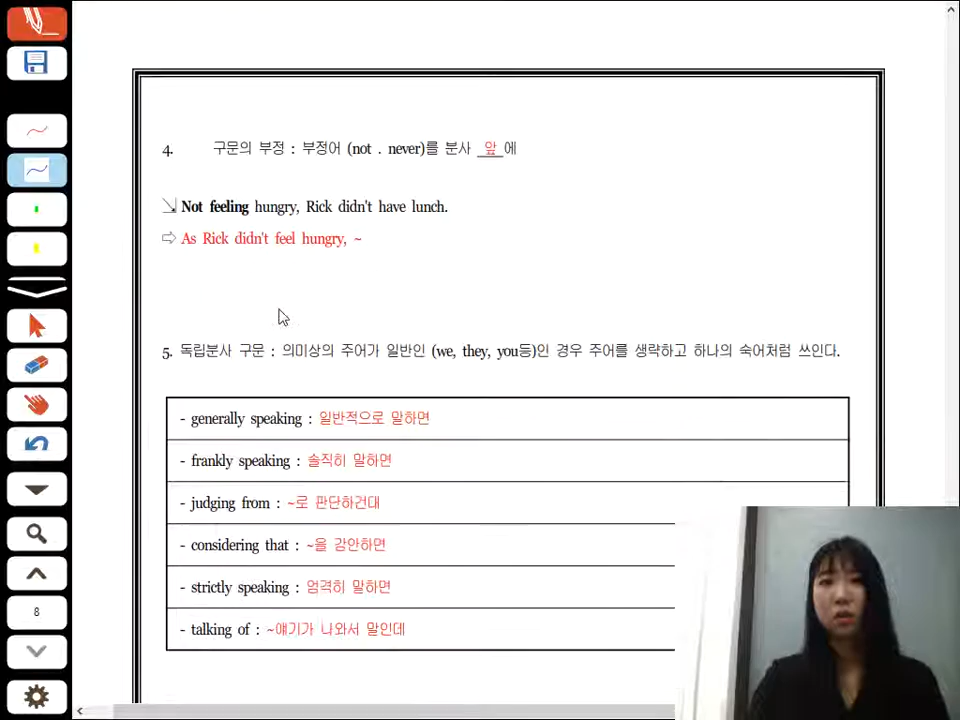 4. 구문의 부정 : 부정어 (not . never)를 분사 앞 에
Not feeling hungry, Rick didn't have lunch.
⇨ As Rick didn't feel hungry, ~
5. 독립분사 구문 : 의미상의 주어가 일반인 (we, they, you등)인 경우 주어를 생략하고 하나의 숙어처럼 쓰인다.
- generally speaking : 일반적으로 말하면
- frankly speaking : 솔직히 말하면
- judging from : ~로 판단하건대
- considering that : ~을 감안하면
- strictly speaking : 엄격히 말하면
- talking of : ~얘기가 나와서 말인데
8